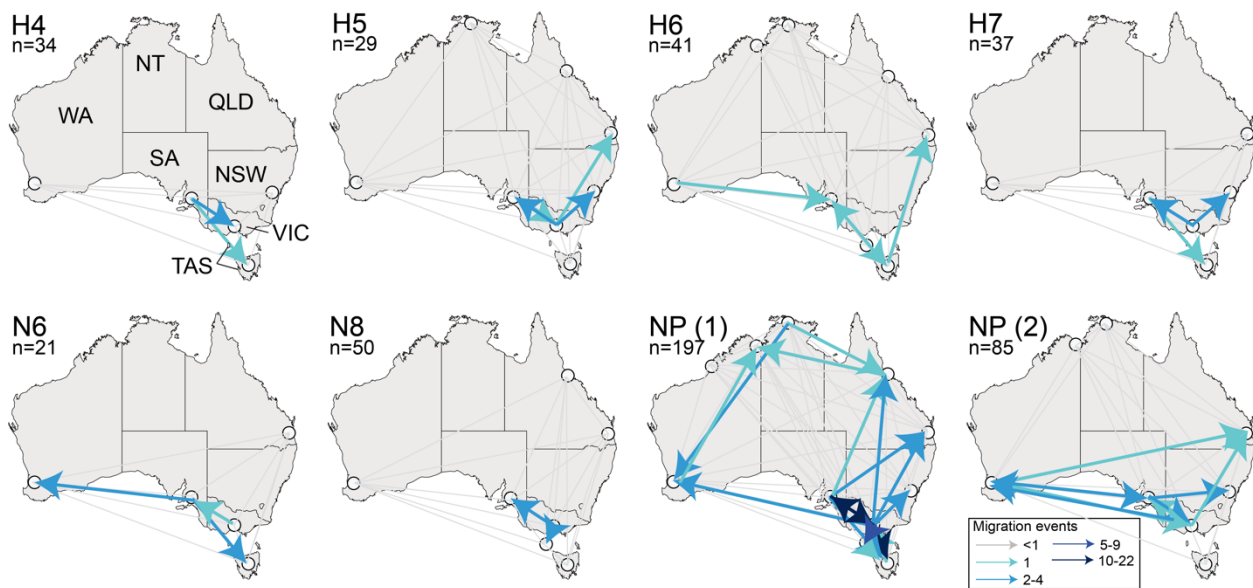 H4
n=34
NT
WA
QLD
SA
NSW
VIC
TAS
H5
n=29
H6
n=41
H7
n=37
N6
n=21
N8
n=50
NP (1)
n=197
NP (2)
n=85
Migration events
<1
5-9
1
10-22
2-4